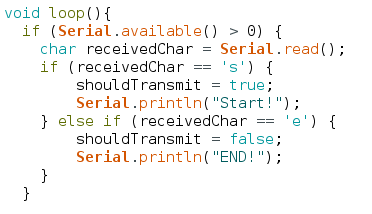 void loop(){
  if (Serial.available() > 0) {
    char receivedChar = Serial.read();
    if (receivedChar == 's') {
        shouldTransmit = true;
        Serial.println("Start!");
    } else if (receivedChar == 'e') {
        shouldTransmit = false;
        Serial.println("END!");
    }
  }